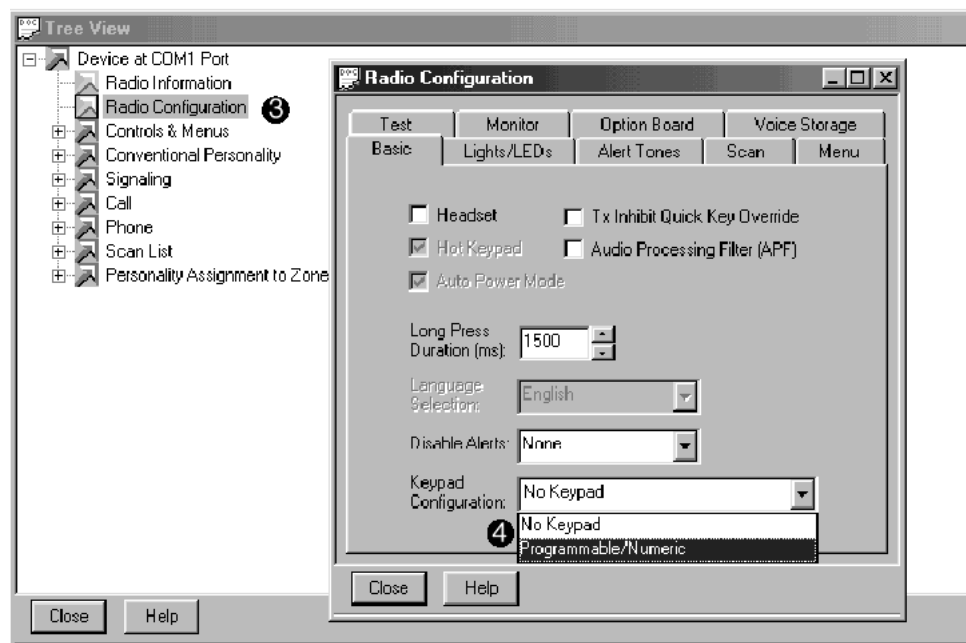 Tree View
Device at COM1 Port
Radio Information
Radio Configuration ❸
Controls & Menus
Conventional Personality
Signaling
Call
Phone
Scan List
Personality Assignment to Zone
Close Help
Radio Configuration
Test Monitor Option Board Voice Storage
Basic Lights/LEDs Alert Tones Scan Menu
Headset Tx Inhibit Quick Key Override
Hot Keypad Audio Processing Filter (APF)
Auto Power Mode
Long Press
Duration (ms): 1500
Language
Selection: English
Disable Alerts: None
Keypad
Configuration: No Keypad
❹ No Keypad
Programmable/Numeric
Close Help